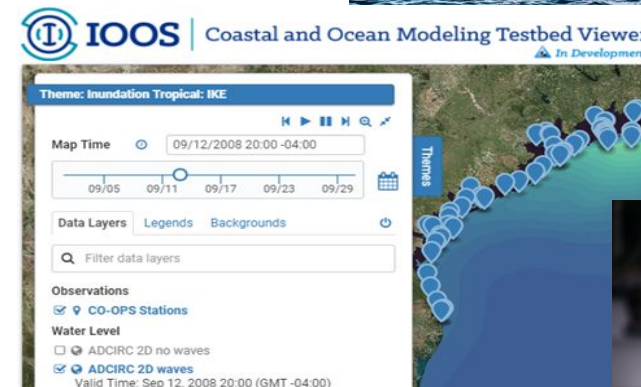 IOOS Coastal and Ocean Modeling Testbed Viewer
In Development
Theme: Inundation Tropical: IKE
Map Time 09/12/2008 20:00 -04:00
09/05 09/11 09/17 09/23 09/29
Themes
Data Layers Legends Backgrounds
Filter data layers
Observations
CO-OPS Stations
Water Level
ADCIRC 2D no waves
ADCIRC 2D waves
Valid Time: Sep 12, 2008 20:00 (GMT -04:00)